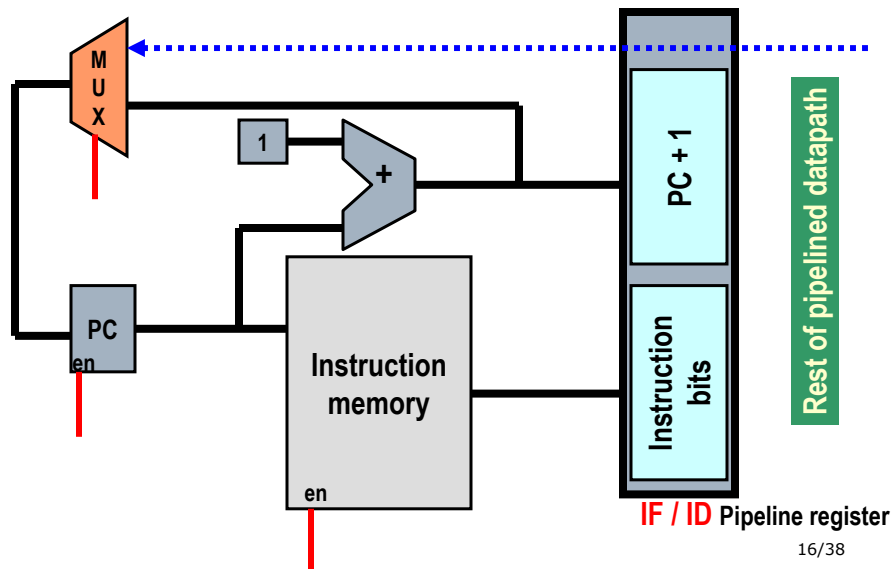 M
U
X
1
+
PC + 1
Rest of pipelined datapath
PC
en
Instruction
memory
en
Instruction
bits
IF / ID Pipeline register
16/38